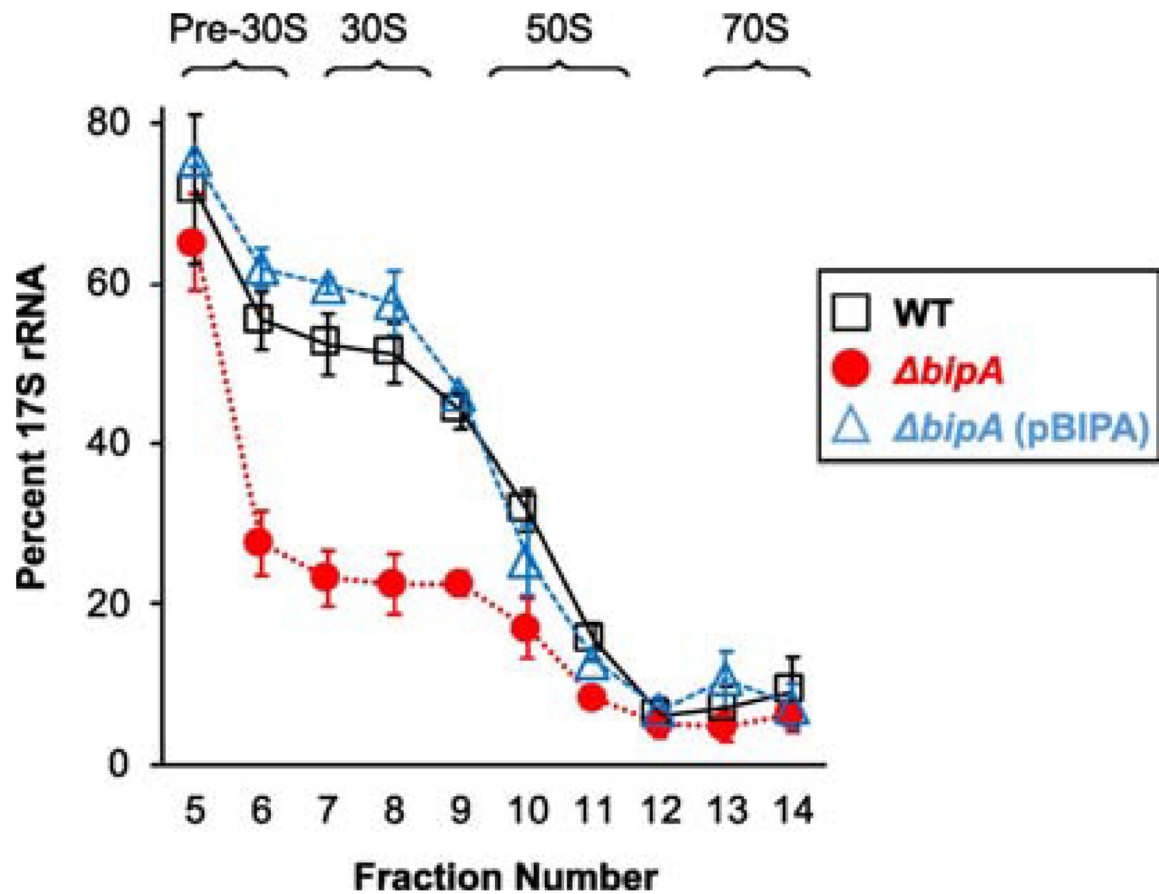 Pre-30S 30S 50S 70S
80
60
40
20
0
Percent 17S rRNA
5 6 7 8 9 10 11 12 13 14
Fraction Number
WT
ΔbipA
ΔbipA (pBIPA)